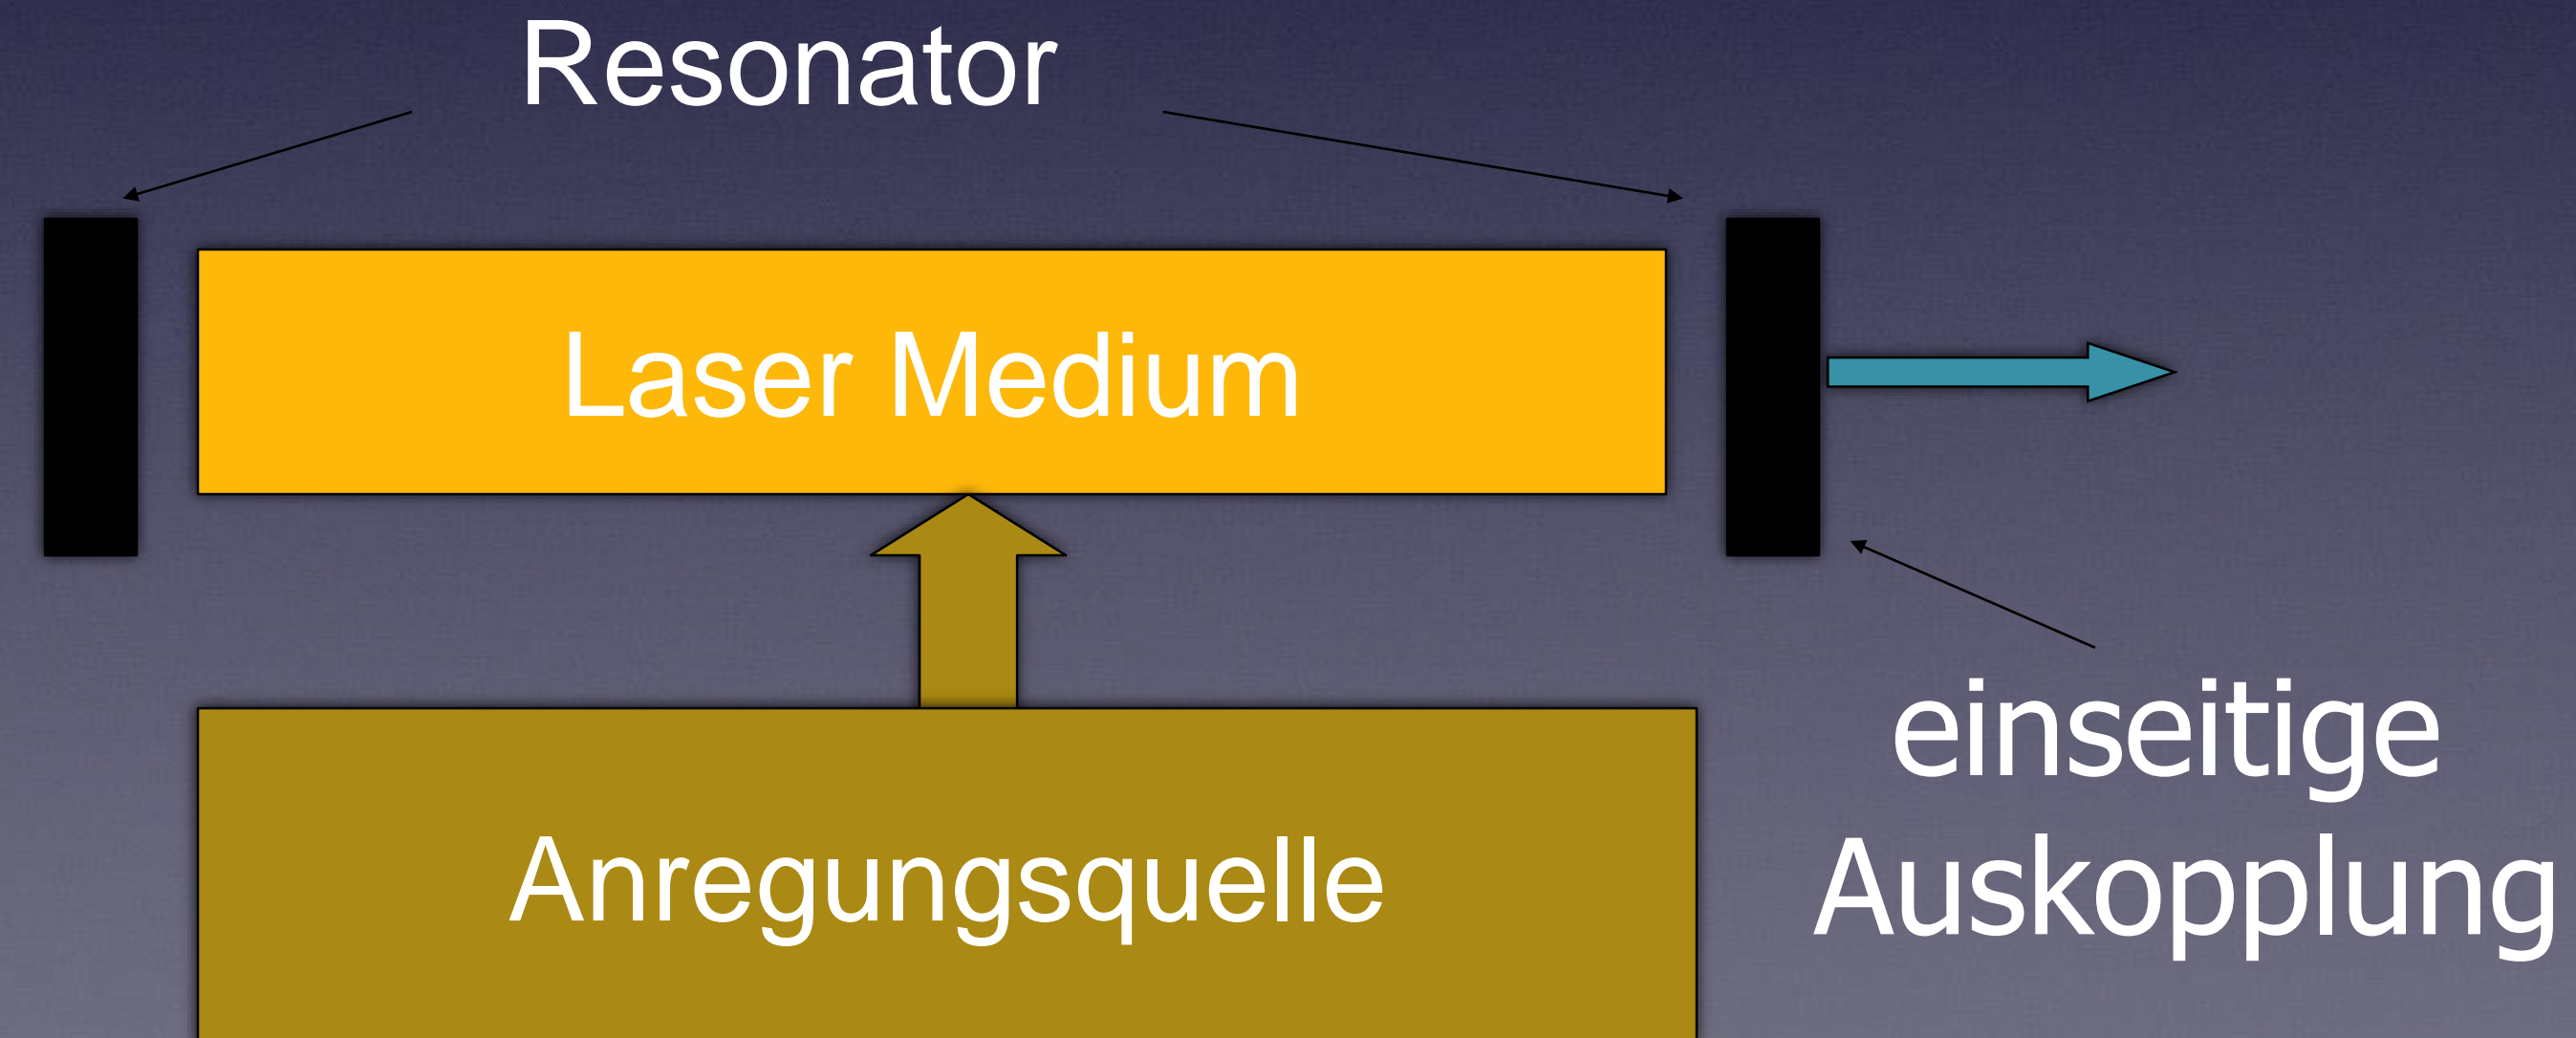 Resonator
Laser Medium
Anregungsquelle
einseitige
Auskopplung